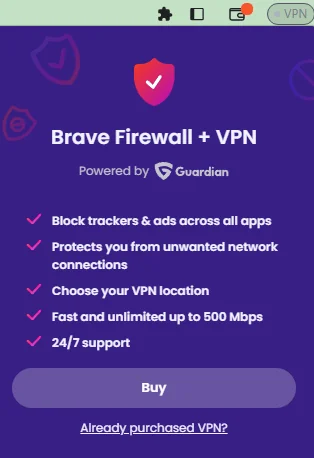 VPN
Brave Firewall + VPN
Powered by Guardian
Block trackers & ads across all apps
Protects you from unwanted network
connections
Choose your VPN location
Fast and unlimited up to 500 Mbps
24/7 support
Buy
Already purchased VPN?